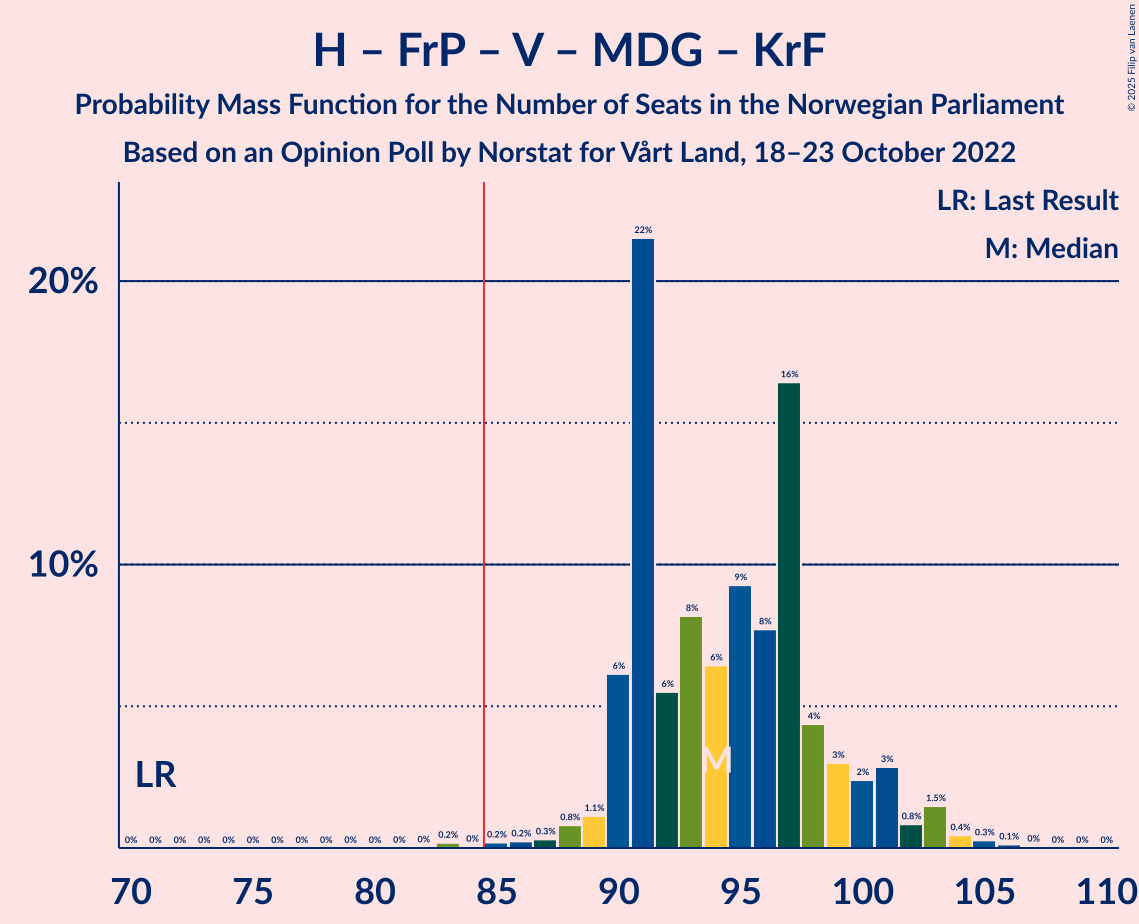 H – FrP – V – MDG – KrF
Probability Mass Function for the Number of Seats in the Norwegian Parliament
Based on an Opinion Poll by Norstat for Vårt Land, 18–23 October 2022
© 2025 Filip van Laenen
LR: Last Result
M: Median
20%
10%
LR
M
0% 0% 0% 0% 0% 0% 0% 0% 0% 0% 0% 0% 0% 0.2% 0% 0.2% 0.2% 0.3% 0.8% 1.1% 6% 22% 6% 8% 6% 9% 8% 16% 4% 3% 2% 3% 0.8% 1.5% 0.4% 0.3% 0.1% 0% 0% 0% 0%
70 75 80 85 90 95 100 105 110